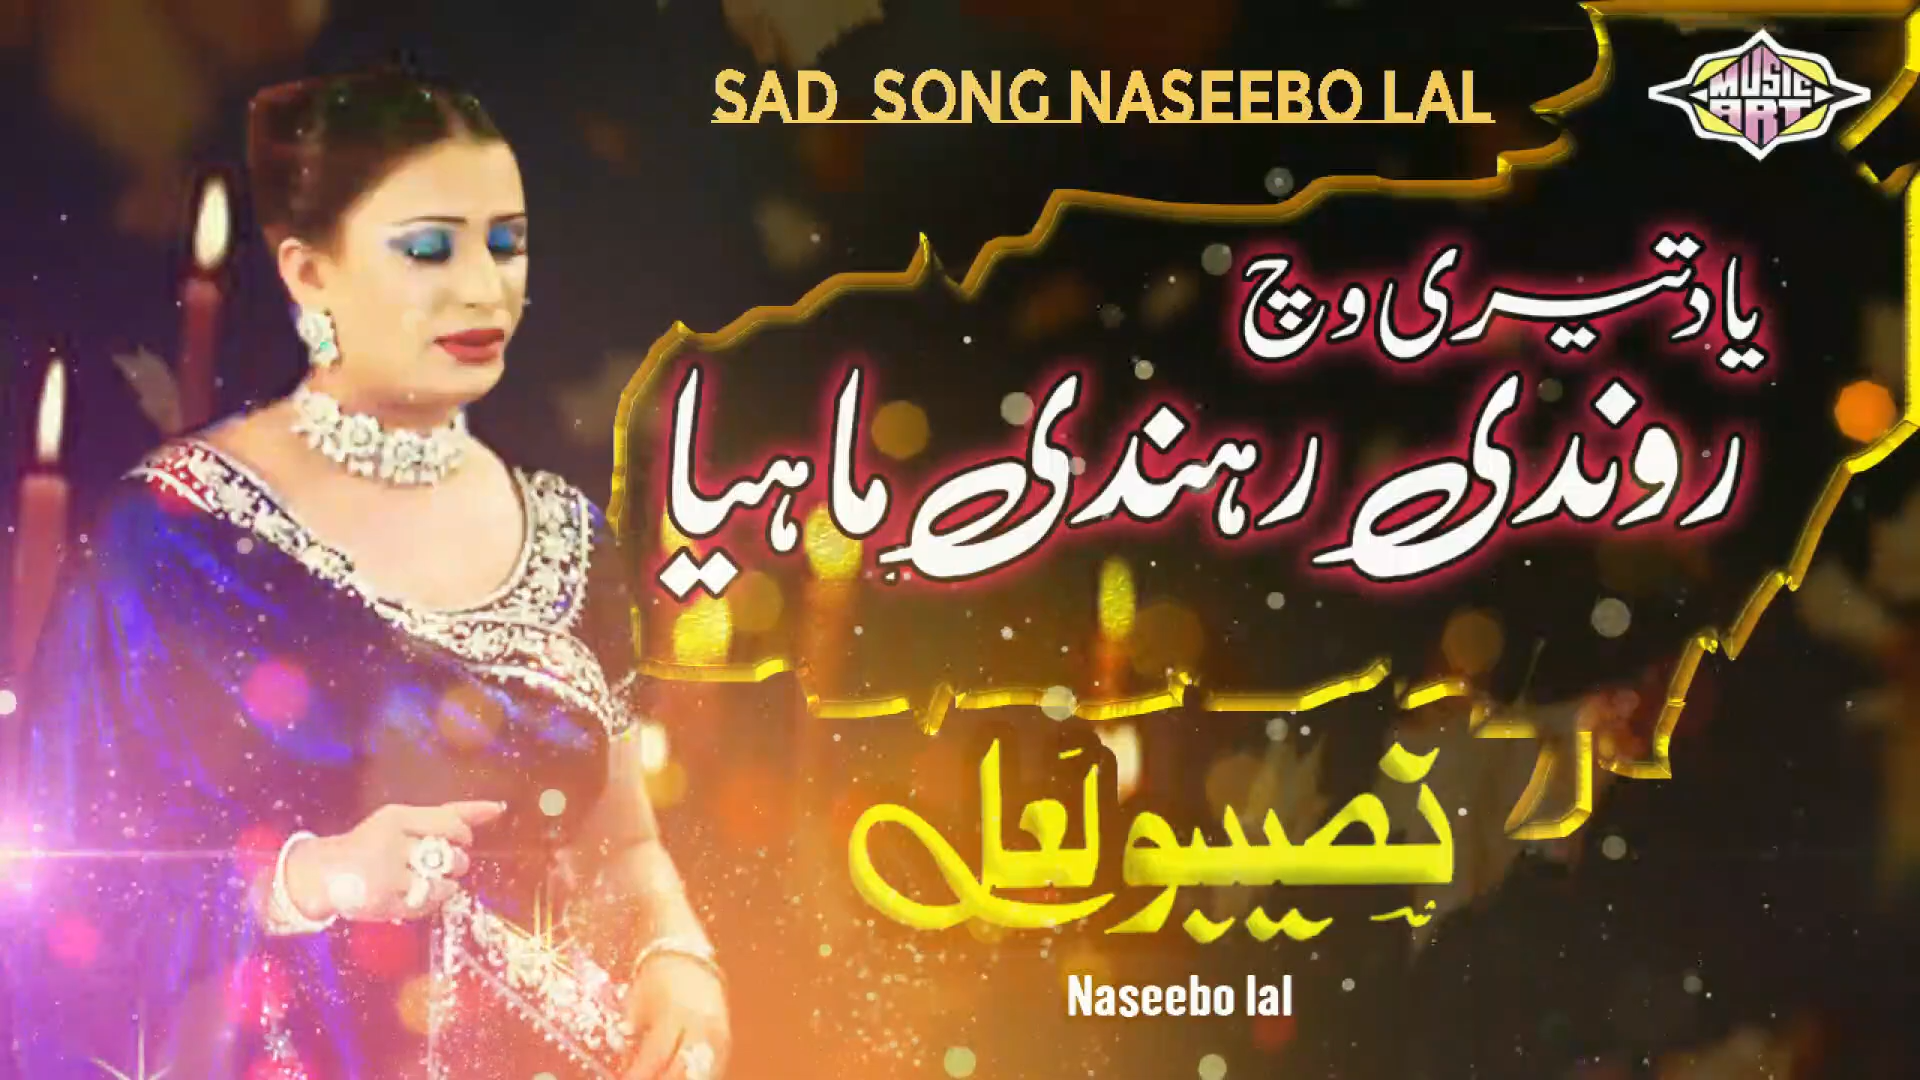 SAD SONG NASEEBO LAL
MUSIC
ART
یاد تیری وچ
روندی رہندی ماہیا
نصیبو لعل
Naseebo lal